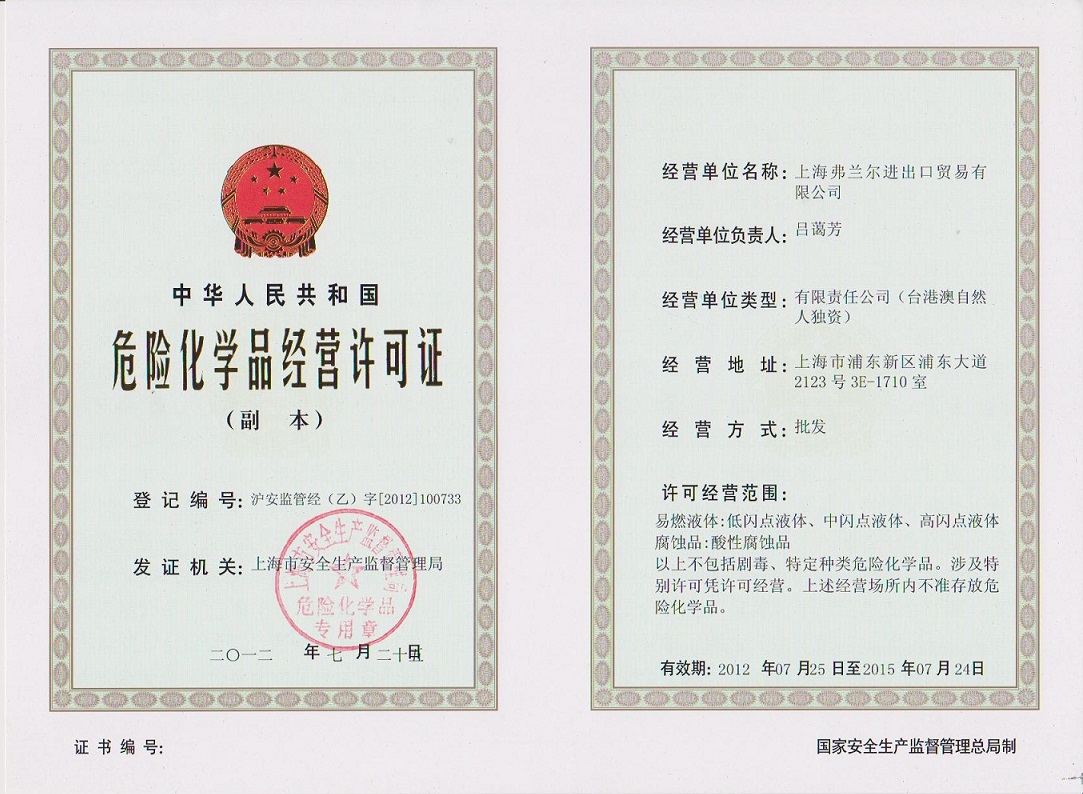 中华人民共和国
危险化学品经营许可证
（副 本）
登记编号: 沪安监管经（乙）字[2012]100733
发证机关: 上海市安全生产监督管理局
上海市安全生产监督管理局
危险化学品
专用章
二〇一二 年 七 月 二十五 日
证书编号:
经营单位名称: 上海弗兰尔进出口贸易有
限公司
经营单位负责人: 吕蔼芳
经营单位类型: 有限责任公司（台港澳自然
人独资）
经营地址: 上海市浦东新区浦东大道
2123 号 3E-1710 室
经营方式: 批发
许可经营范围:
易燃液体:低闪点液体、中闪点液体、高闪点液体
腐蚀品:酸性腐蚀品
以上不包括剧毒、特定种类危险化学品。涉及特
别许可凭许可经营。上述经营场所内不准存放危
险化学品。
有效期: 2012 年07 月25 日至2015 年07 月24日
国家安全生产监督管理总局制